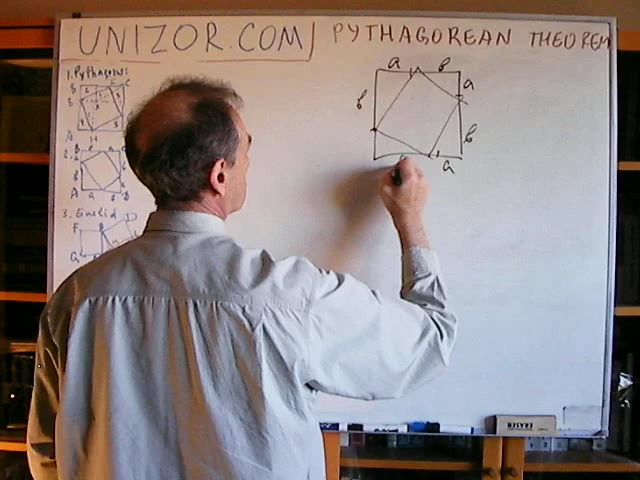 UNIZOR.COM/ PYTHAGOREAN THEOREM
1. Pythagoras
2.
3. Euclid
a b
b a
b
a